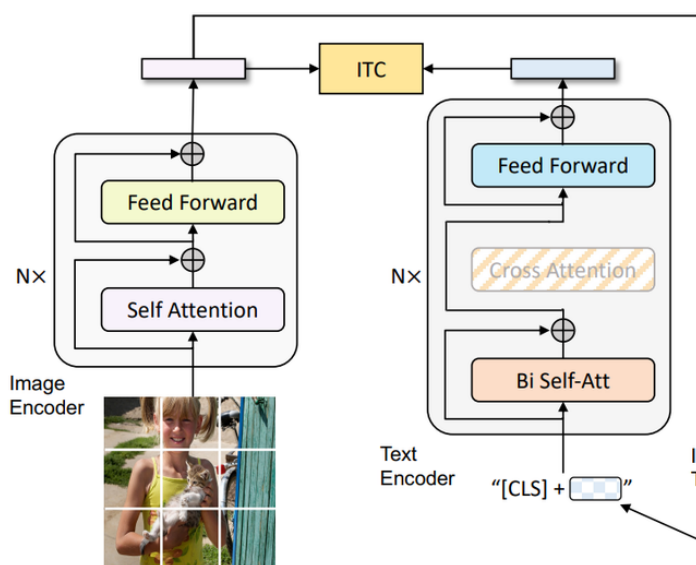 ITC
Feed Forward
Self Attention
N×
Image
Encoder
Feed Forward
Cross Attention
N×
Bi Self-Att
Text
Encoder
“[CLS] + ”
I
T